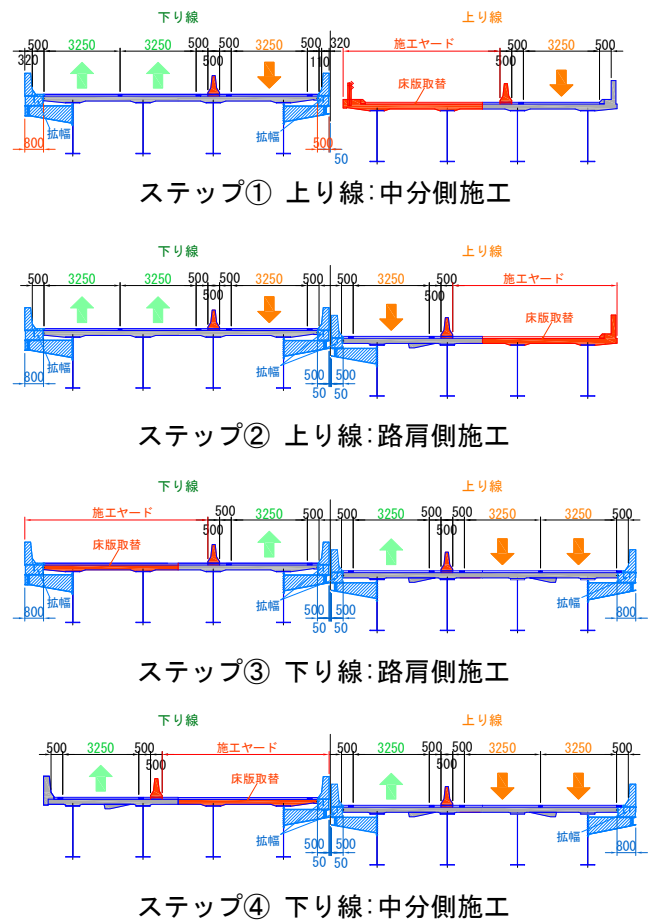 下り線 上り線
500 3250 3250 500 500 3250 500 320 施工ヤード 500 3250 500
320 500 110 500
床版取替
拡幅 拡幅
800 500
50
ステップ① 上り線：中分側施工
下り線 上り線
500 3250 3250 500 500 3250 500 500 3250 500 施工ヤード
500 500
床版取替
拡幅 拡幅
800 500 500
50 50
ステップ② 上り線：路肩側施工
下り線 上り線
施工ヤード 500 3250 500 500 3250 500 500 3250 3250 500
500 500
床版取替
拡幅 拡幅 拡幅
800 500 800
50 50
ステップ③ 下り線：路肩側施工
下り線 上り線
500 3250 500 施工ヤード 500 3250 500 500 3250 3250 500
500 500
床版取替
拡幅 拡幅
500 500 800
50 50
ステップ④ 下り線：中分側施工